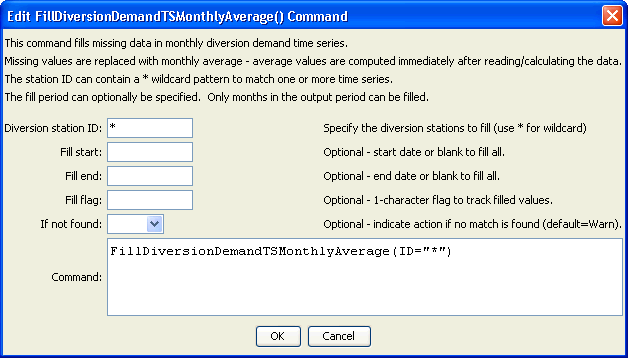 Edit FillDiversionDemandTSMonthlyAverage() Command
This command fills missing data in monthly diversion demand time series.
Missing values are replaced with monthly average - average values are computed immediately after reading/calculating the data.
The station ID can contain a * wildcard pattern to match one or more time series.
The fill period can optionally be specified.  Only months in the output period can be filled.
Diversion station ID: * Specify the diversion stations to fill (use * for wildcard)
Fill start: Optional - start date or blank to fill all.
Fill end: Optional - end date or blank to fill all.
Fill flag: Optional - 1-character flag to track filled values.
If not found: Optional - indicate action if no match is found (default=Warn).
FillDiversionDemandTSMonthlyAverage(ID="*")
Command:
OK Cancel